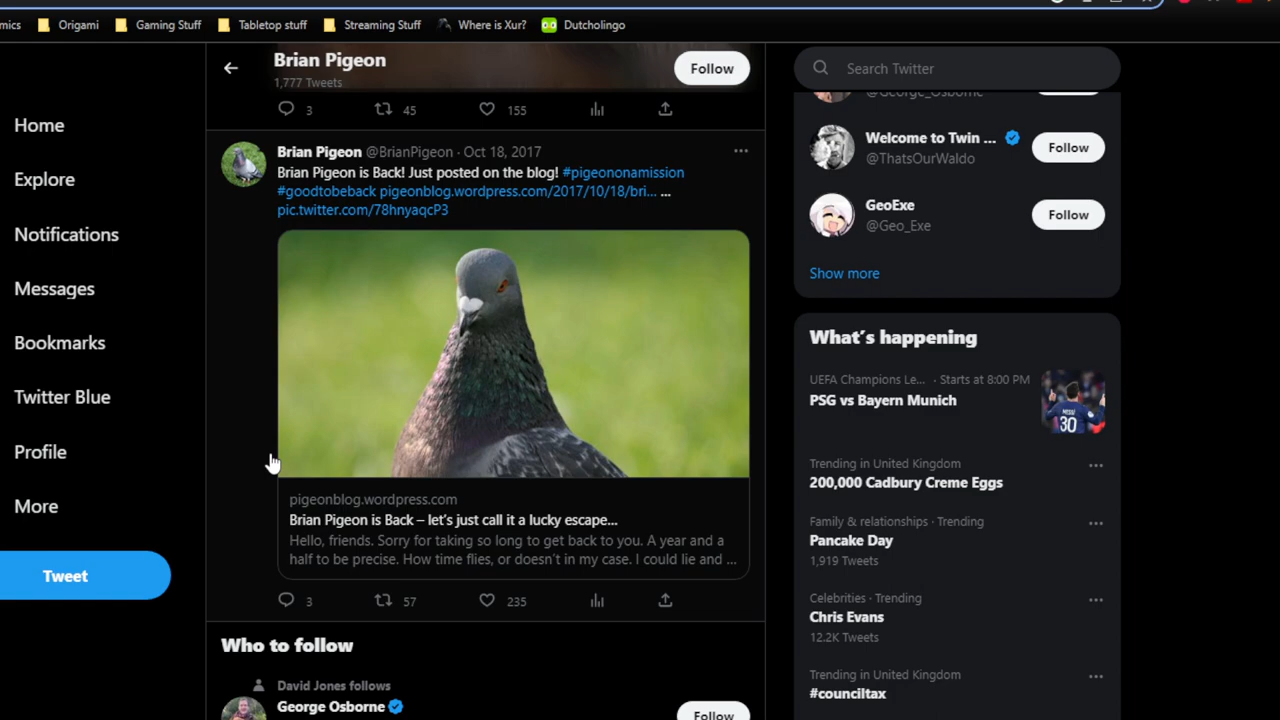 mics Origami Gaming Stuff Tabletop stuff Streaming Stuff Where is Xur? Dutcholingo
Home
Explore
Notifications
Messages
Bookmarks
Twitter Blue
Profile
More
Tweet
Brian Pigeon
1,777 Tweets
Follow
3 45 155
Brian Pigeon @BrianPigeon · Oct 18, 2017
Brian Pigeon is Back! Just posted on the blog! #pigeononamission
#goodtobeback pigeonblog.wordpress.com/2017/10/18/bri... ...
pic.twitter.com/78hnyaqcP3
pigeonblog.wordpress.com
Brian Pigeon is Back – let's just call it a lucky escape...
Hello, friends. Sorry for taking so long to get back to you. A year and a
half to be precise. How time flies, or doesn't in my case. I could lie and ...
3 57 235
Who to follow
David Jones follows
George Osborne
Follow
Search Twitter
@George_Osborne
Welcome to Twin ...
@ThatsOurWaldo
Follow
GeoExe
@Geo_Exe
Follow
Show more
What's happening
UEFA Champions Le... · Starts at 8:00 PM
PSG vs Bayern Munich
MESSI
30
Trending in United Kingdom
200,000 Cadbury Creme Eggs
Family & relationships · Trending
Pancake Day
1,919 Tweets
Celebrities · Trending
Chris Evans
12.2K Tweets
Trending in United Kingdom
#counciltax